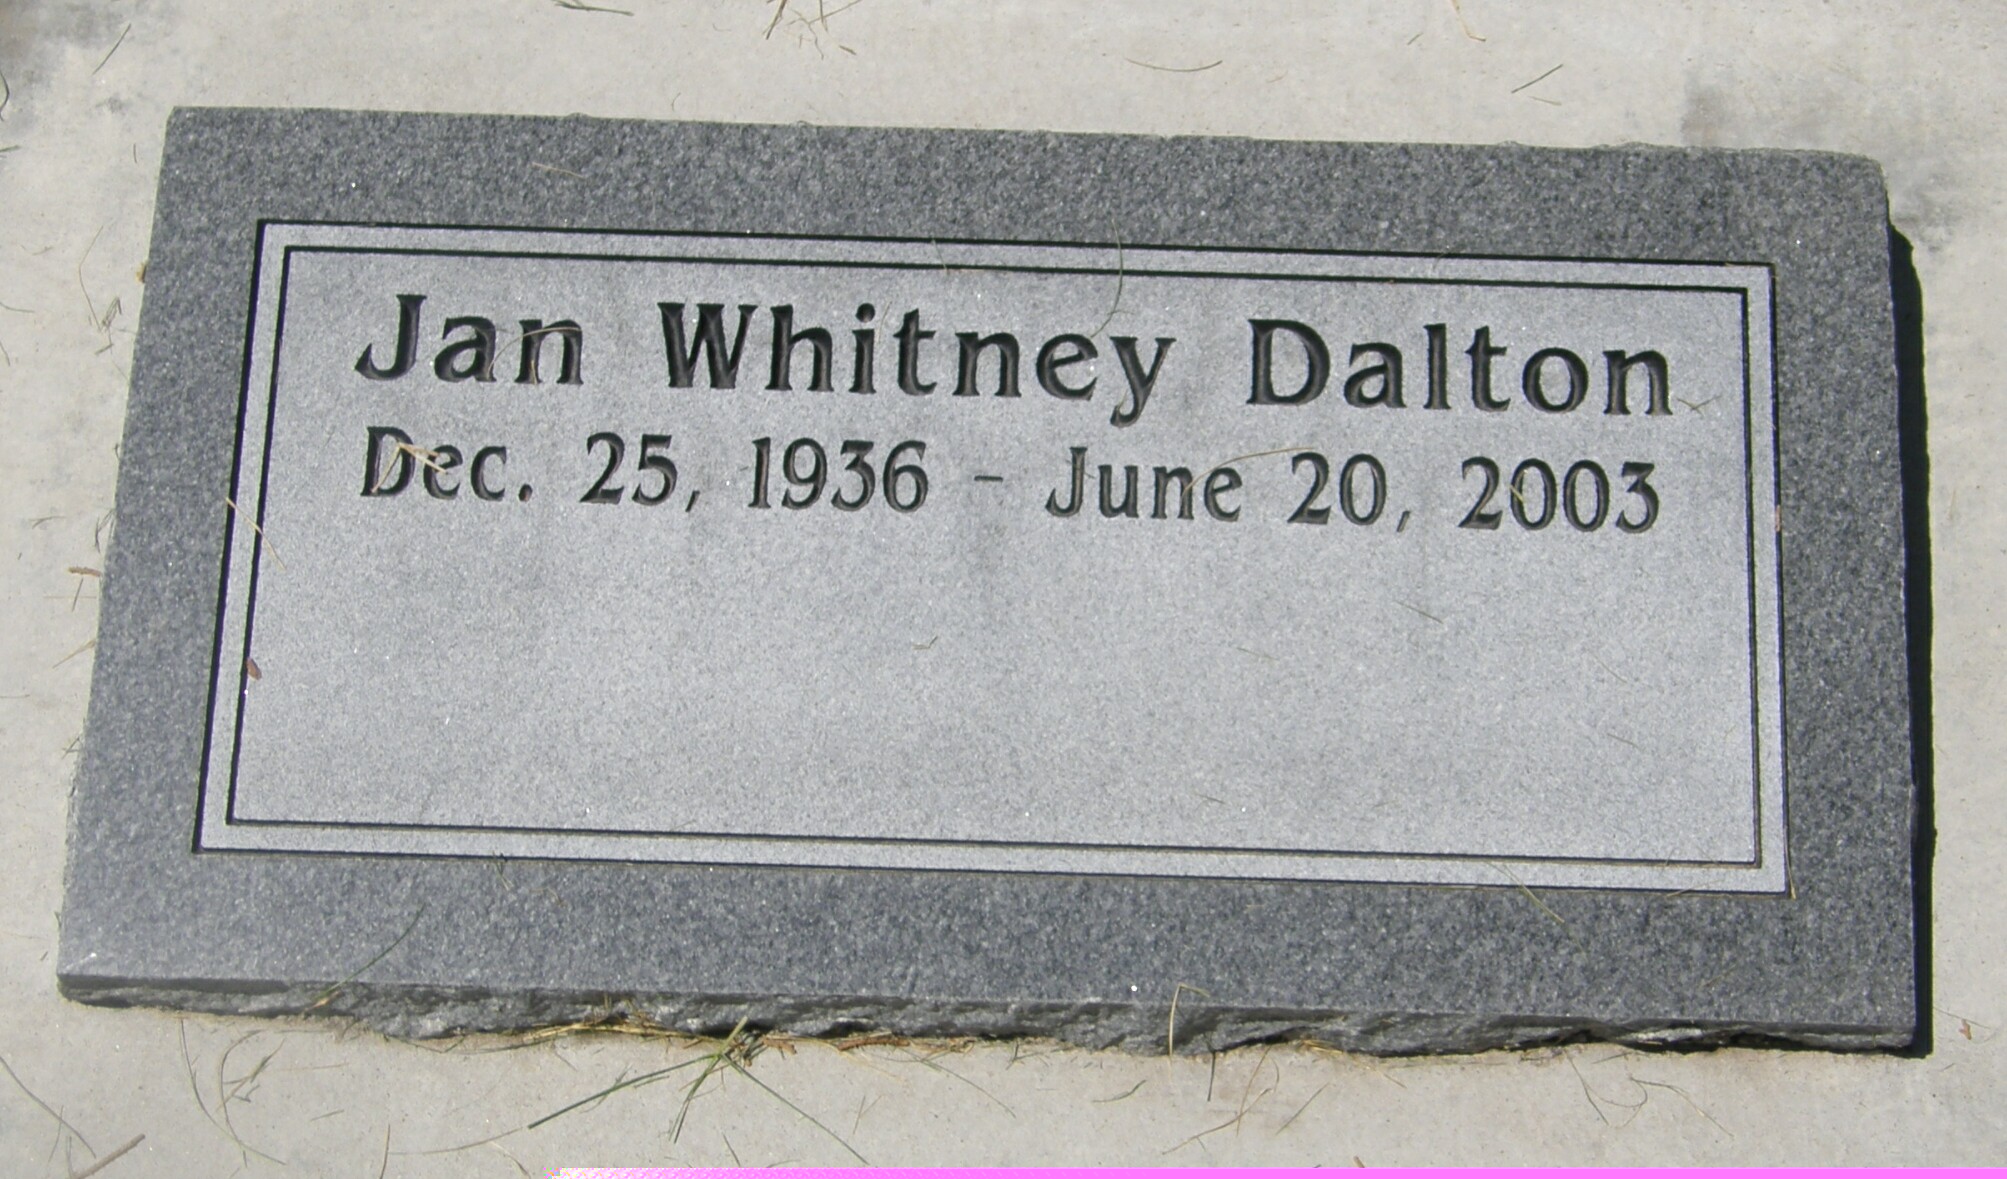 Jan Whitney Dalton
Dec. 25, 1936 - June 20, 2003